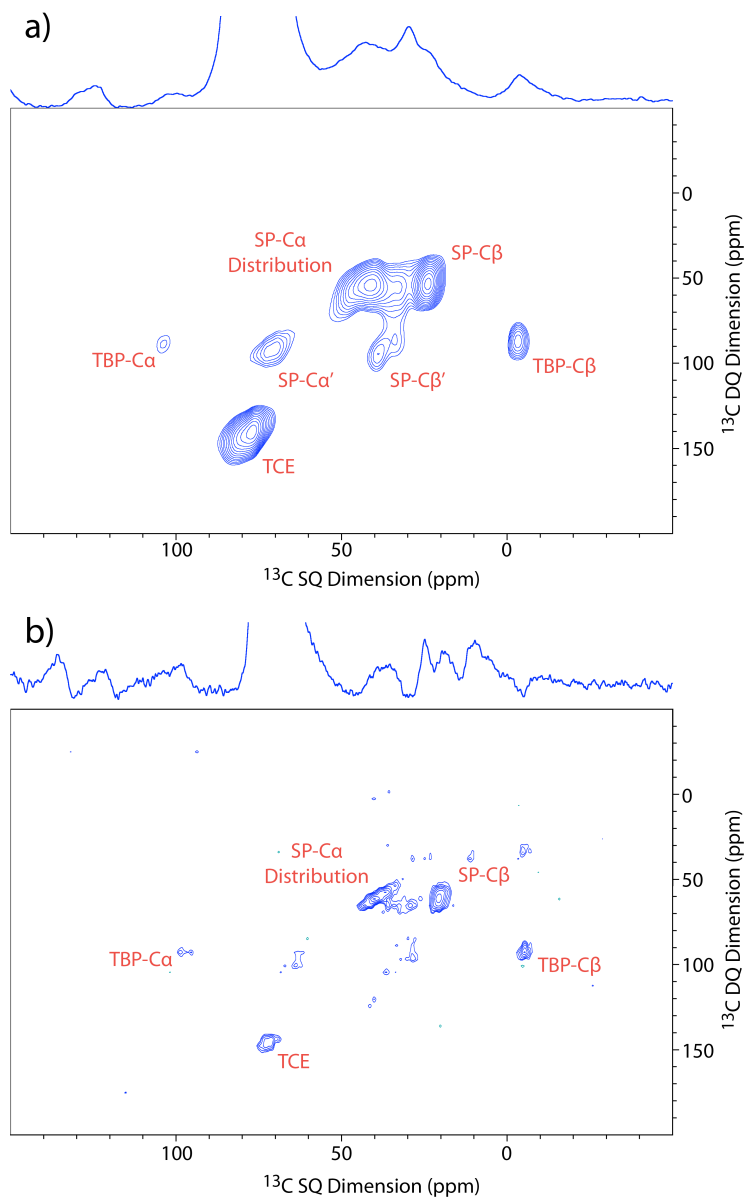 a)
SP-Cα
Distribution
SP-Cβ
TBP-Cα
SP-Cα′
SP-Cβ′
TBP-Cβ
TCE
0
50
100
150
¹³C DQ Dimension (ppm)
100
50
0
¹³C SQ Dimension (ppm)
b)
SP-Cα
Distribution
SP-Cβ
TBP-Cα
TBP-Cβ
TCE
0
50
100
150
¹³C DQ Dimension (ppm)
100
50
0
¹³C SQ Dimension (ppm)